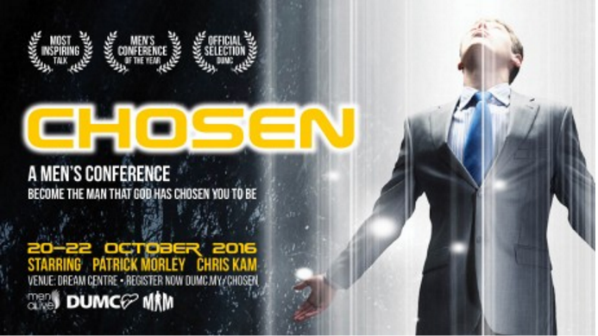 MOST
INSPIRING
TALK
MEN'S
CONFERENCE
OF THE YEAR
OFFICIAL
SELECTION
DUMC
CHOSEN
A MEN'S CONFERENCE
BECOME THE MAN THAT GOD HAS CHOSEN YOU TO BE
20-22 OCTOBER 2016
STARRING PATRICK MORLEY CHRIS KAM
VENUE: DREAM CENTRE • REGISTER NOW DUMC.MY/CHOSEN
men alive DUMC